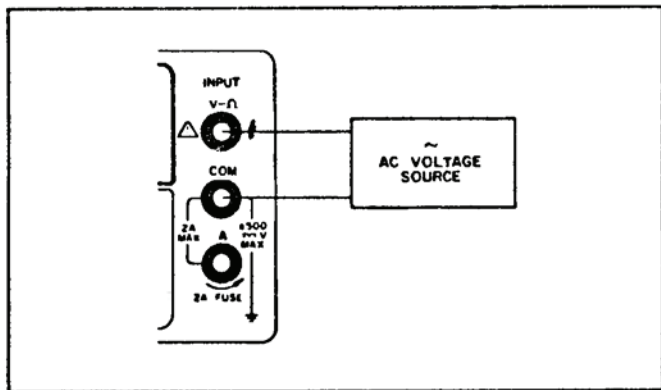 INPUT
V-Ω
COM
2A
MAX
A
±500
V
MAX
2A FUSE
~
AC VOLTAGE
SOURCE